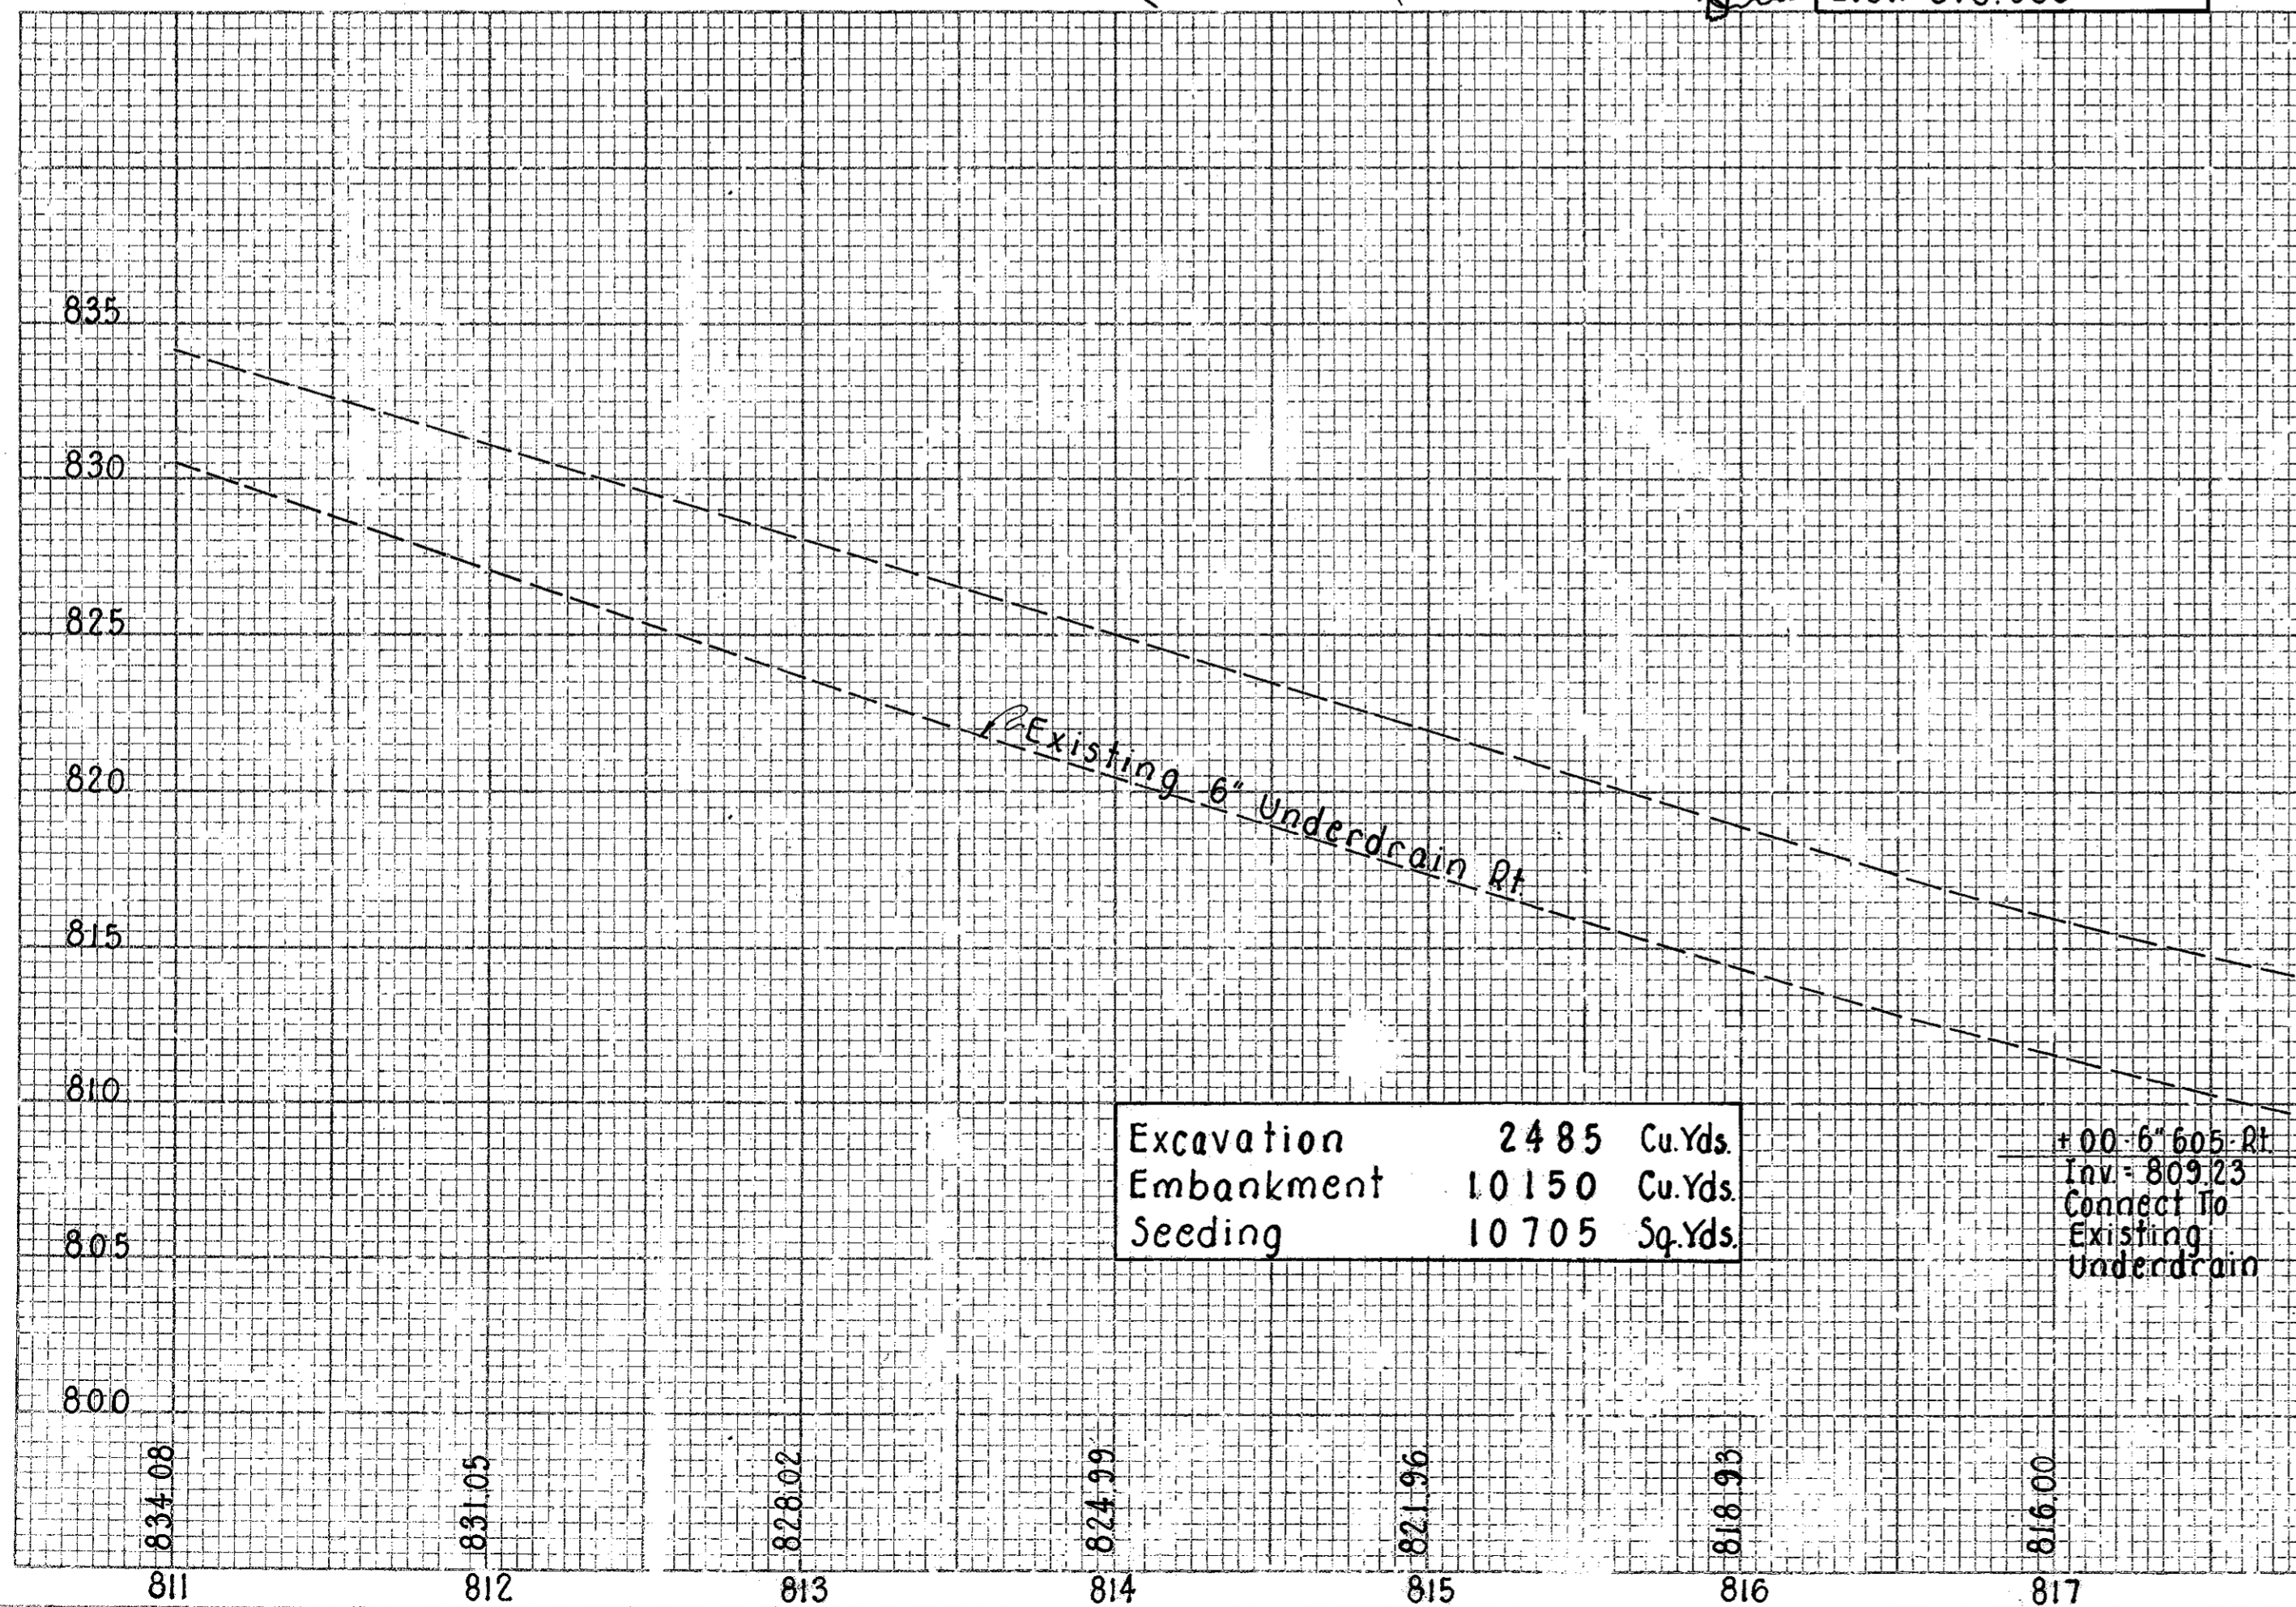 835
830
825
Existing 6" Underdrain Rt.
820
815
810
Excavation 2485 Cu.Yds.
Embankment 10150 Cu.Yds.
Seeding 10705 Sq.Yds.
+00-6" 605-Rt.
Inv.= 809.23
Connect To
Existing
Underdrain
805
800
834.08 831.05 828.02 824.99 821.96 818.93 816.00
811 812 813 814 815 816 817